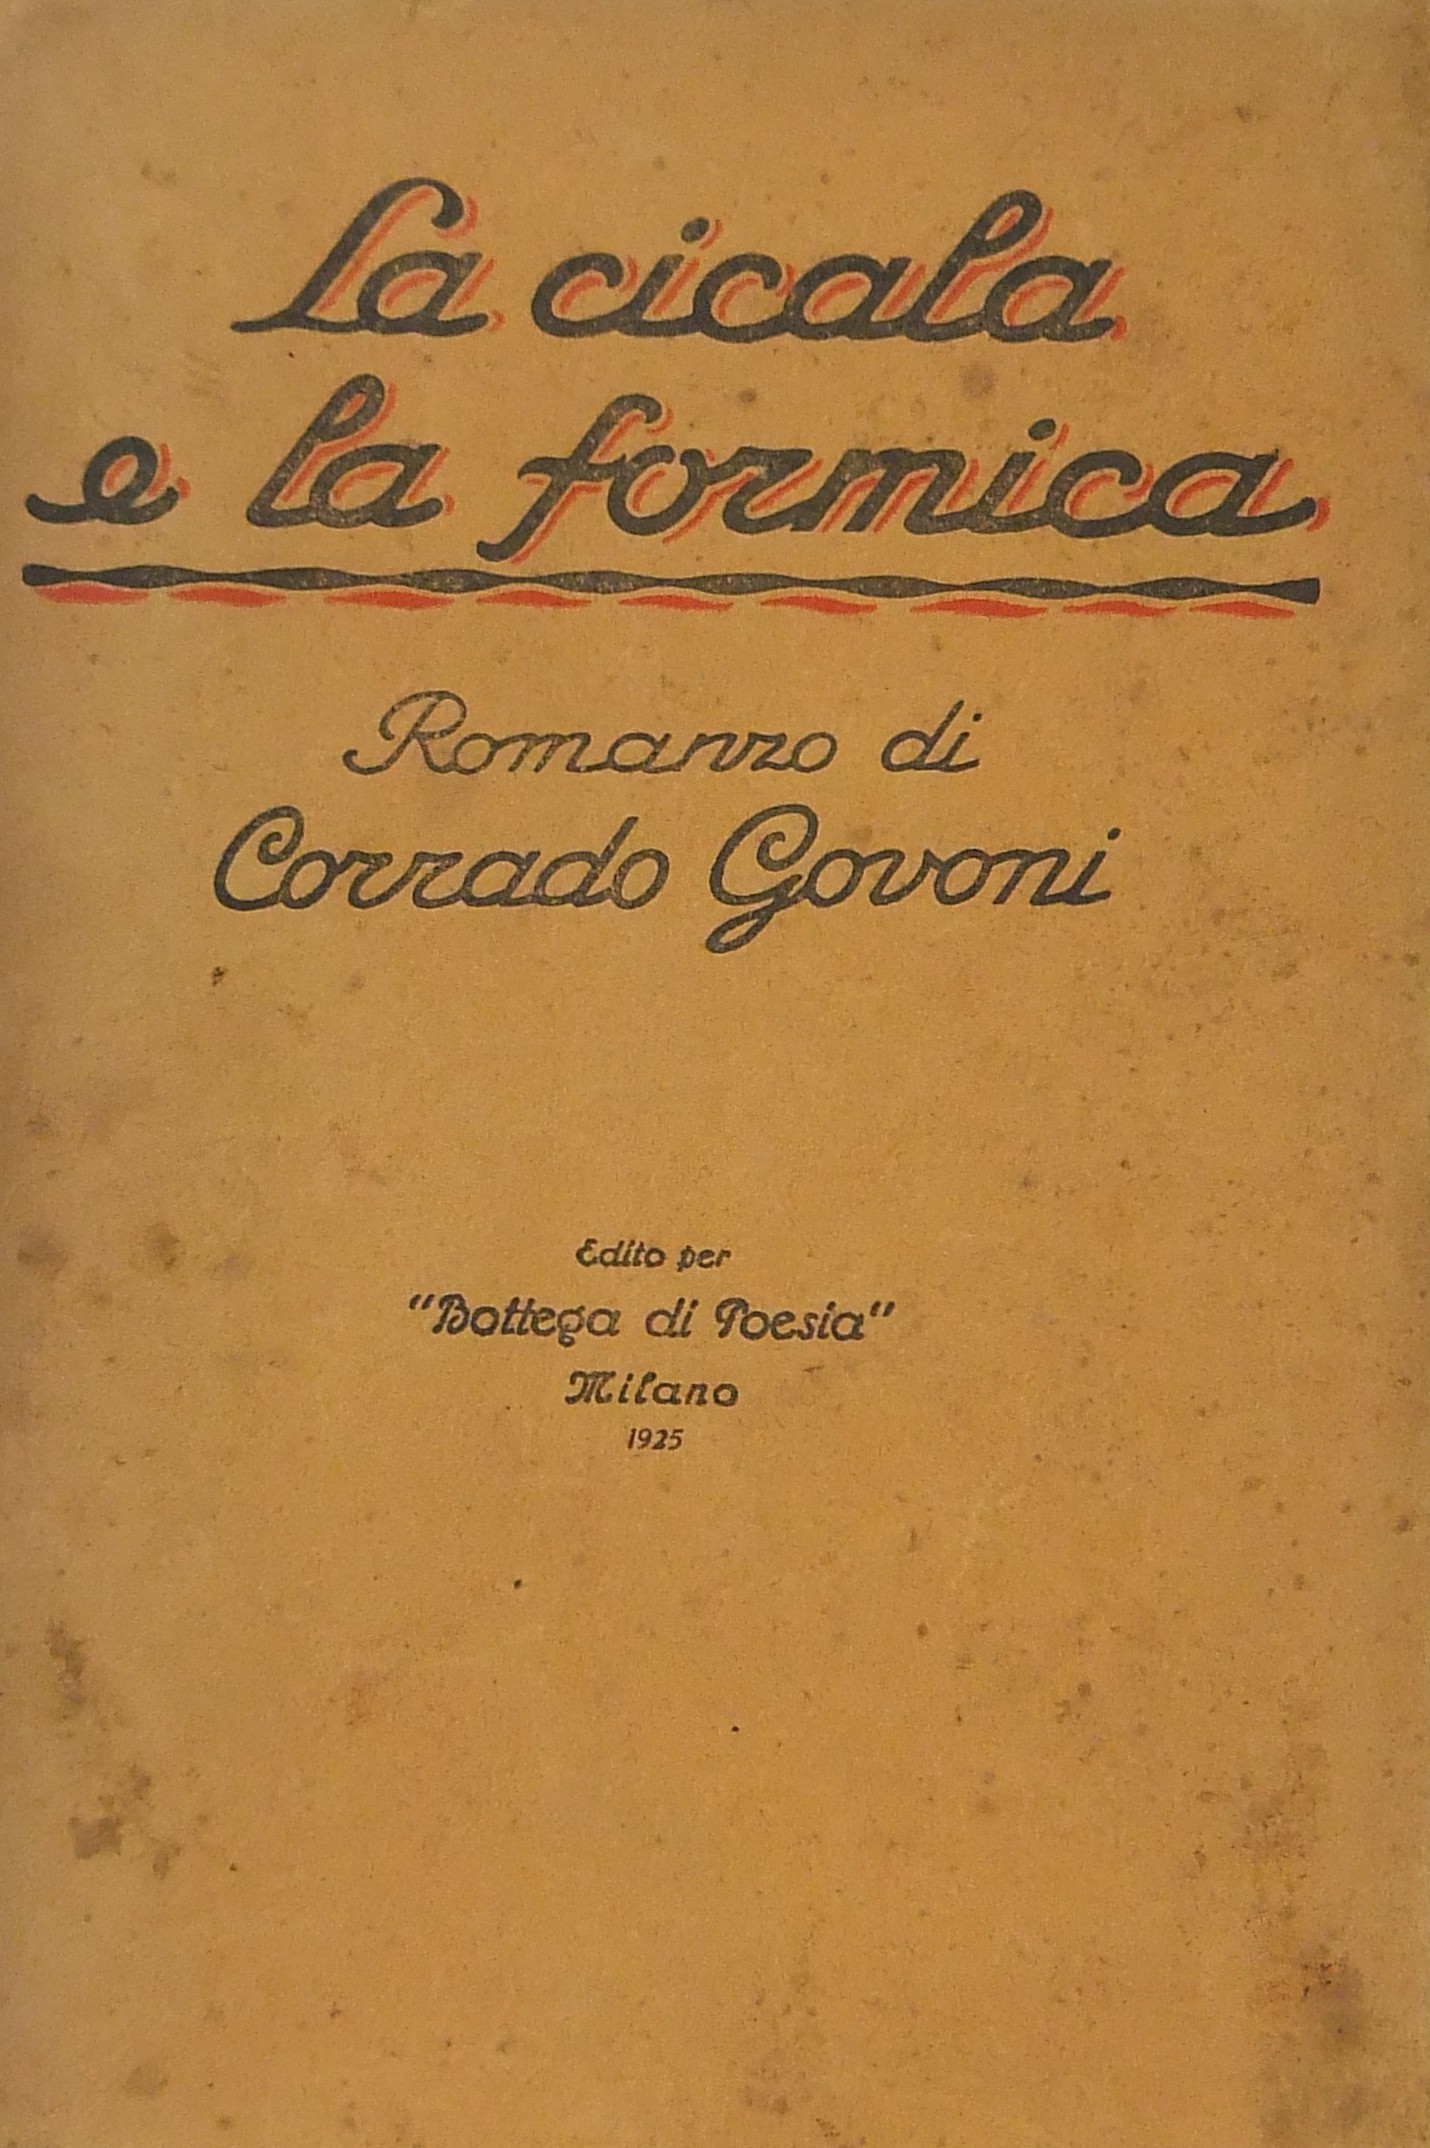 La cicala
e la formica
Romanzo di
Corrado Govoni
Edito per
"Bottega di Poesia"
Milano
1925